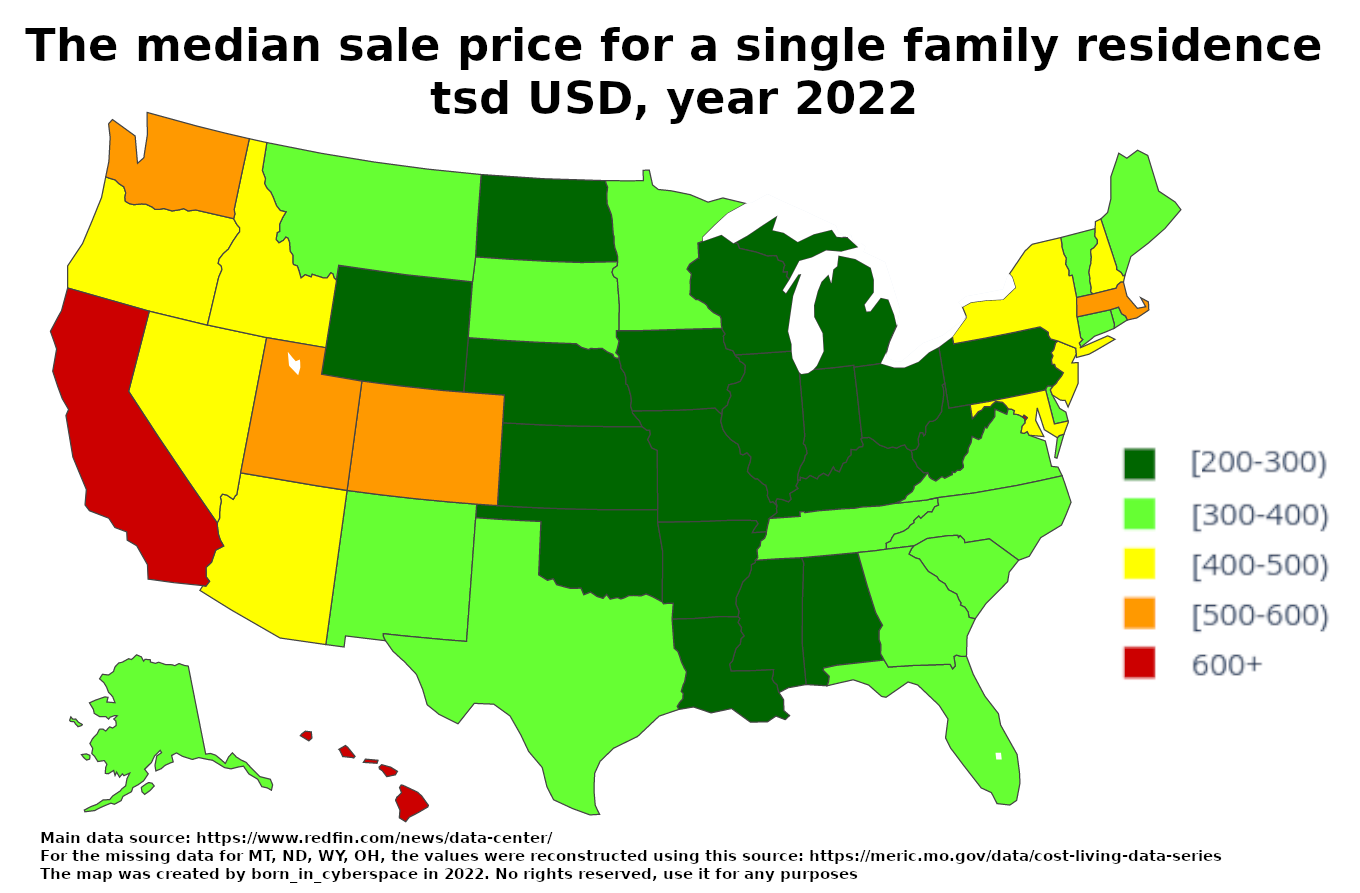 The median sale price for a single family residence
tsd USD, year 2022
[200-300)
[300-400)
[400-500)
[500-600)
600+
Main data source: https://www.redfin.com/news/data-center/
For the missing data for MT, ND, WY, OH, the values were reconstructed using this source: https://meric.mo.gov/data/cost-living-data-series
The map was created by born_in_cyberspace in 2022. No rights reserved, use it for any purposes